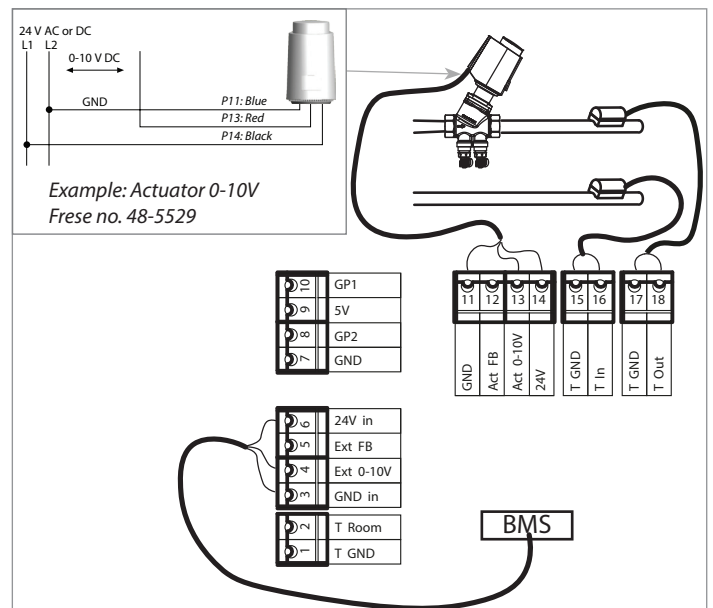 24 V AC or DC
L1 L2
0-10 V DC
GND
P11: Blue
P13: Red
P14: Black
Example: Actuator 0-10V
Frese no. 48-5529
10 GP1
9 5V
8 GP2
7 GND
11 12 13 14
GND
Act FB
Act 0-10V
24V
15 16
T GND
T In
17 18
T GND
T Out
6 24V in
5 Ext FB
4 Ext 0-10V
3 GND in
2 T Room
1 T GND
BMS